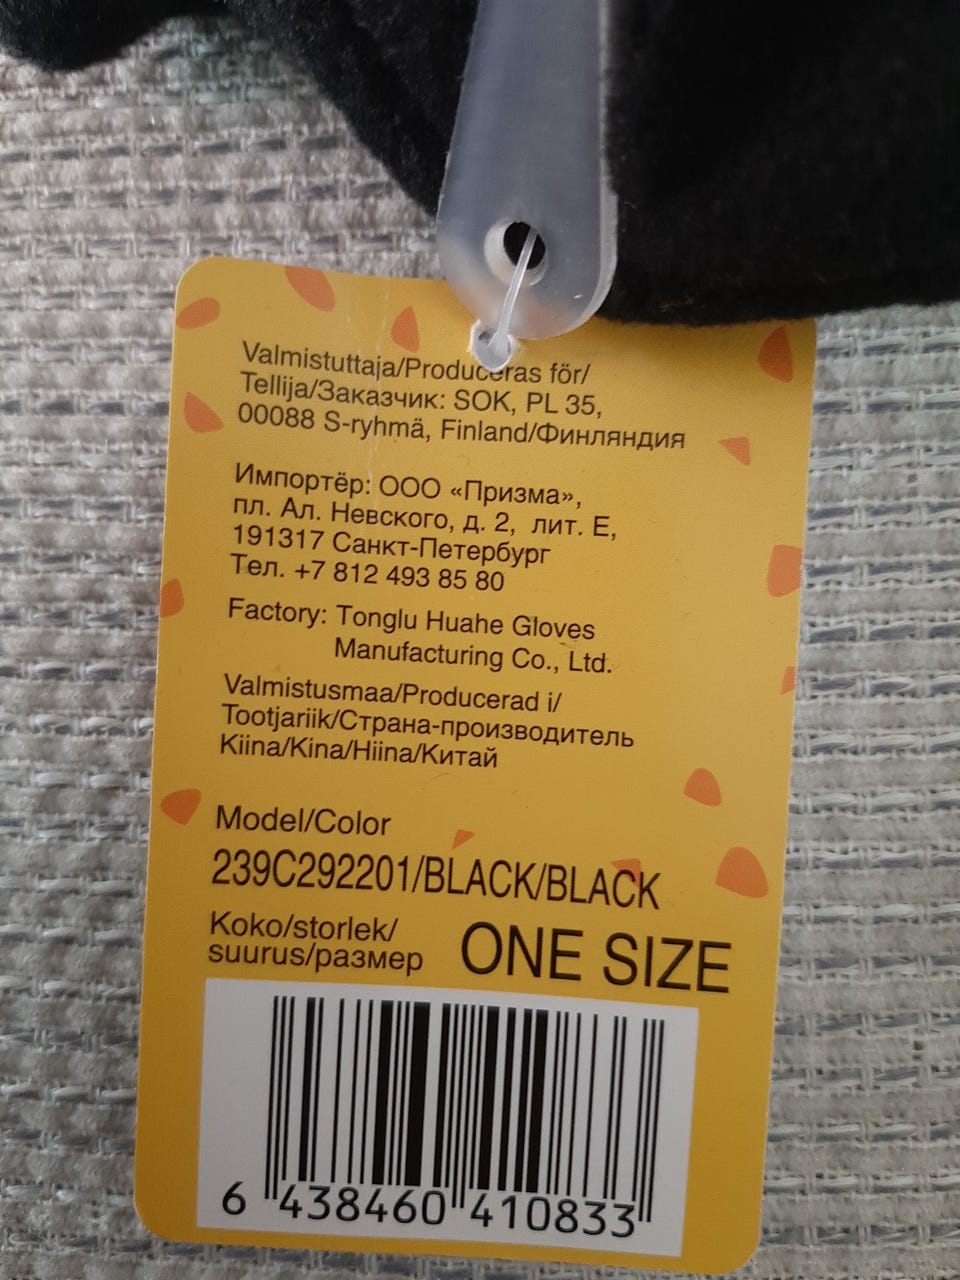 Valmistuttaja/Produceras för/
Tellija/Заказчик: SOK, PL 35,
00088 S-ryhmä, Finland/Финляндия
Импортёр: ООО «Призма»,
пл. Ал. Невского, д. 2, лит. Е,
191317 Санкт-Петербург
Тел. +7 812 493 85 80
Factory: Tonglu Huahe Gloves
Manufacturing Co., Ltd.
Valmistusmaa/Producerad i/
Tootjariik/Страна-производитель
Kiina/Kina/Hiina/Китай
Model/Color
239C292201/BLACK/BLACK
Koko/storlek/
suurus/размер ONE SIZE
6 438460 410833